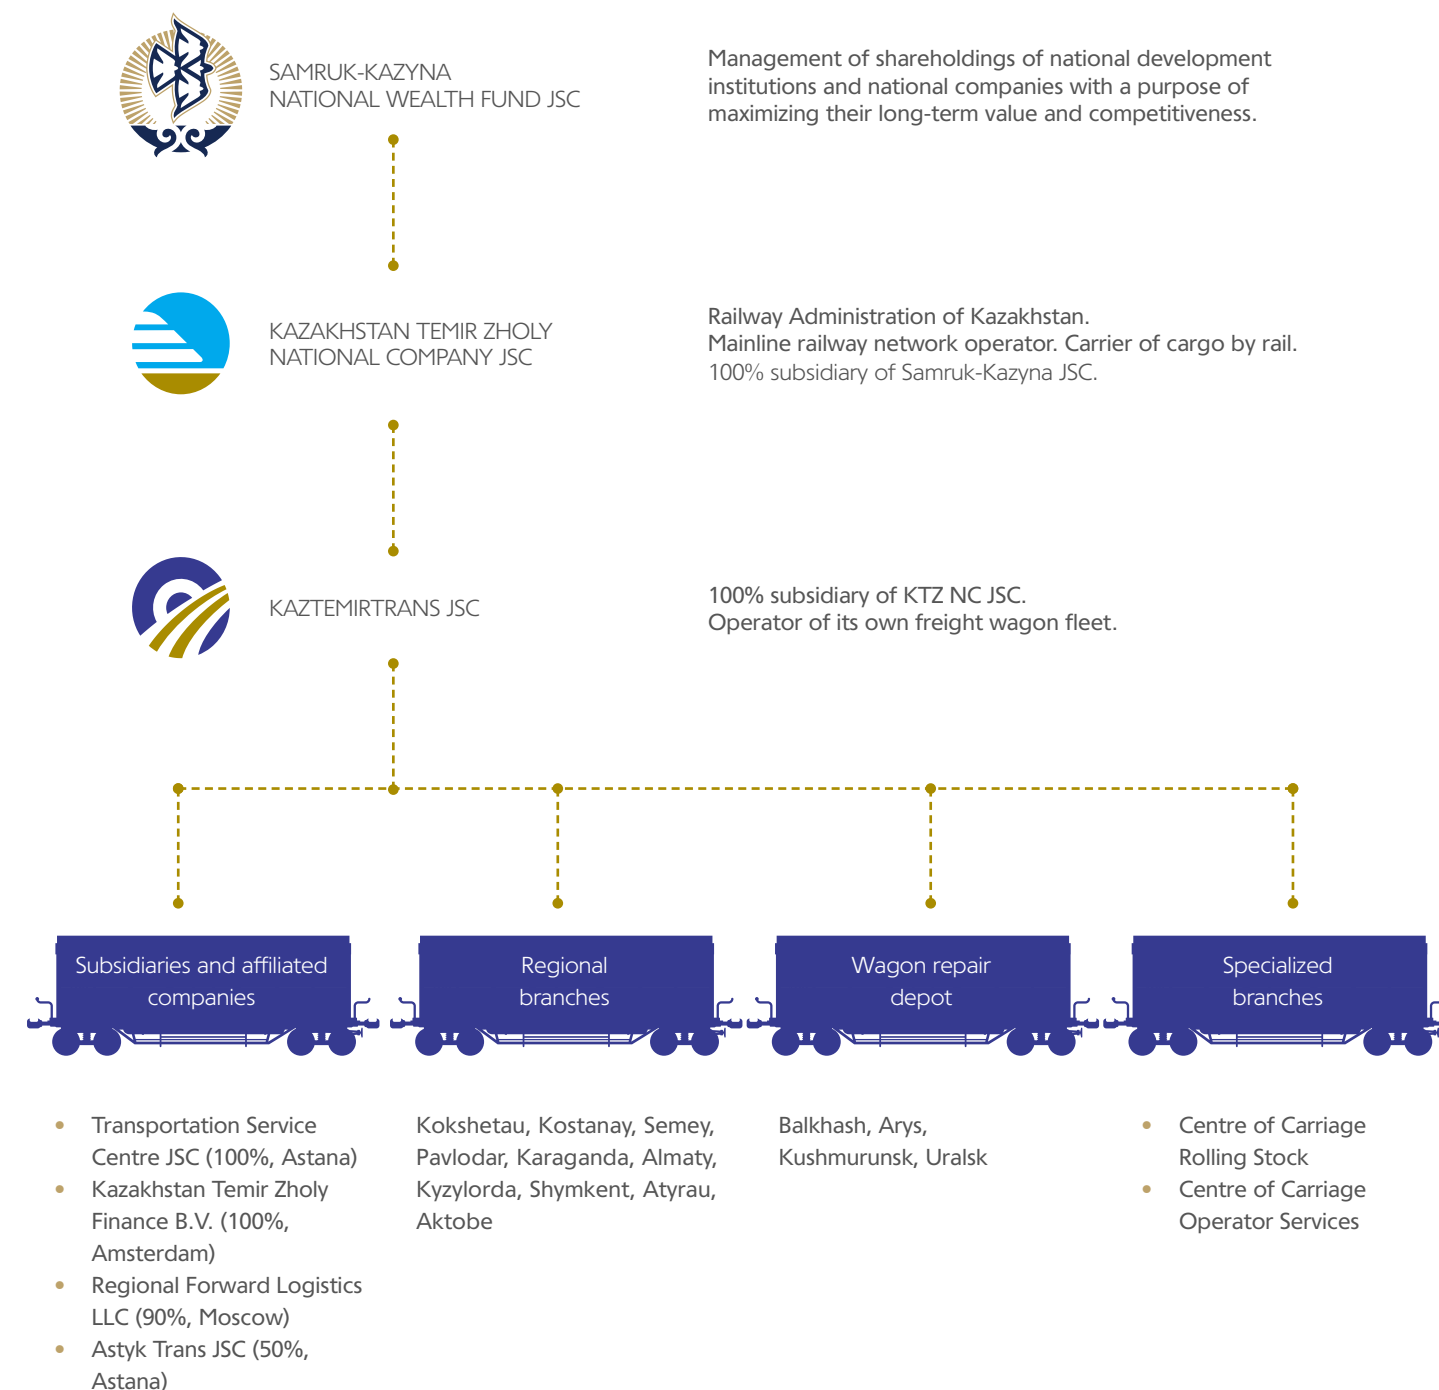 SAMRUK-KAZYNA
NATIONAL WEALTH FUND JSC
Management of shareholdings of national development
institutions and national companies with a purpose of
maximizing their long-term value and competitiveness.
KAZAKHSTAN TEMIR ZHOLY
NATIONAL COMPANY JSC
Railway Administration of Kazakhstan.
Mainline railway network operator. Carrier of cargo by rail.
100% subsidiary of Samruk-Kazyna JSC.
KAZTEMIRTRANS JSC
100% subsidiary of KTZ NC JSC.
Operator of its own freight wagon fleet.
Subsidiaries and affiliated
companies
Regional
branches
Wagon repair
depot
Specialized
branches
• Transportation Service
Centre JSC (100%, Astana)
• Kazakhstan Temir Zholy
Finance B.V. (100%,
Amsterdam)
• Regional Forward Logistics
LLC (90%, Moscow)
• Astyk Trans JSC (50%,
Astana)
Kokshetau, Kostanay, Semey,
Pavlodar, Karaganda, Almaty,
Kyzylorda, Shymkent, Atyrau,
Aktobe
Balkhash, Arys,
Kushmurunsk, Uralsk
• Centre of Carriage
Rolling Stock
• Centre of Carriage
Operator Services